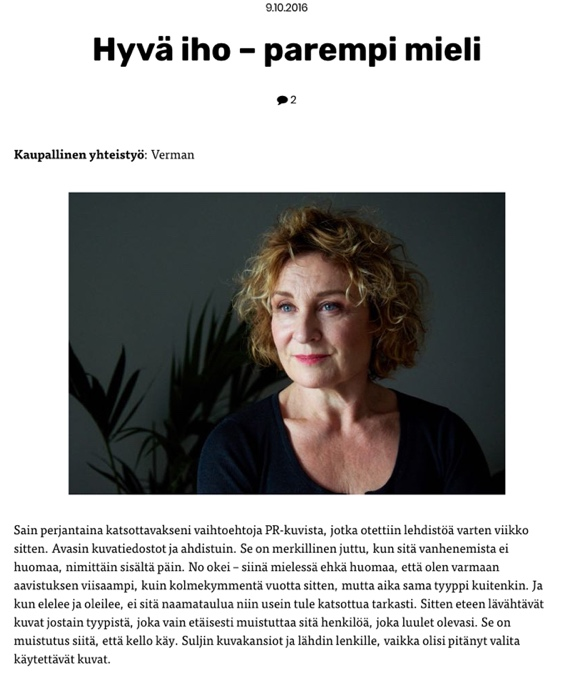 9.10.2016
Hyvä iho – parempi mieli
2
Kaupallinen yhteistyö: Verman
Sain perjantaina katsottavakseni vaihtoehtoja PR-kuvista, jotka otettiin lehdistöä varten viikko
sitten. Avasin kuvatiedostot ja ahdistuin. Se on merkillinen juttu, kun sitä vanhenemista ei
huomaa, nimittäin sisältä päin. No okei – siinä mielessä ehkä huomaa, että olen varmaan
aavistuksen viisaampi, kuin kolmekymmentä vuotta sitten, mutta aika sama tyyppi kuitenkin. Ja
kun elelee ja oleilee, ei sitä naamataulua niin usein tule katsottua tarkasti. Sitten eteen lävähtävät
kuvat jostain tyypistä, joka vain etäisesti muistuttaa sitä henkilöä, joka luulet olevasi. Se on
muistutus siitä, että kello käy. Suljin kuvakansiot ja lähdin lenkille, vaikka olisi pitänyt valita
käytettävät kuvat.